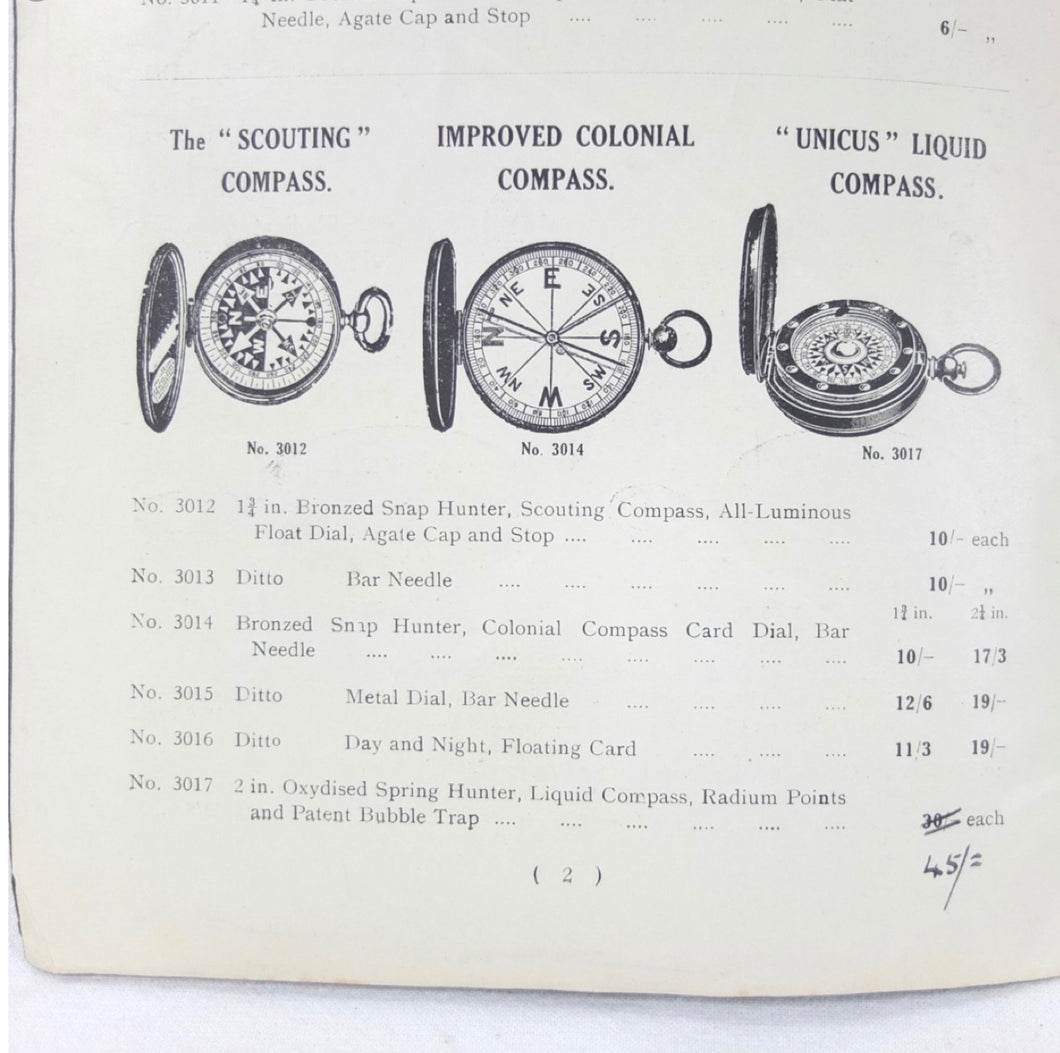 No. 3011
Needle, Agate Cap and Stop .... .... .... .... .... 6/- „
The “SCOUTING” COMPASS.
IMPROVED COLONIAL COMPASS.
“UNICUS” LIQUID COMPASS.
No. 3012
No. 3014
No. 3017
No. 3012 1¾ in. Bronzed Snap Hunter, Scouting Compass, All-Luminous
Float Dial, Agate Cap and Stop .... .... .... .... .... 10/- each
No. 3013 Ditto Bar Needle .... .... .... .... .... .... 10/- „
1¾ in. 2¼ in.
No. 3014 Bronzed Snap Hunter, Colonial Compass Card Dial, Bar
Needle .... .... .... .... .... .... .... .... 10/- 17/3
No. 3015 Ditto Metal Dial, Bar Needle .... .... .... .... 12/6 19/-
No. 3016 Ditto Day and Night, Floating Card .... .... .... 11/3 19/-
No. 3017 2 in. Oxydised Spring Hunter, Liquid Compass, Radium Points
and Patent Bubble Trap .... .... .... .... .... .... 30/- each
45/=
( 2 )